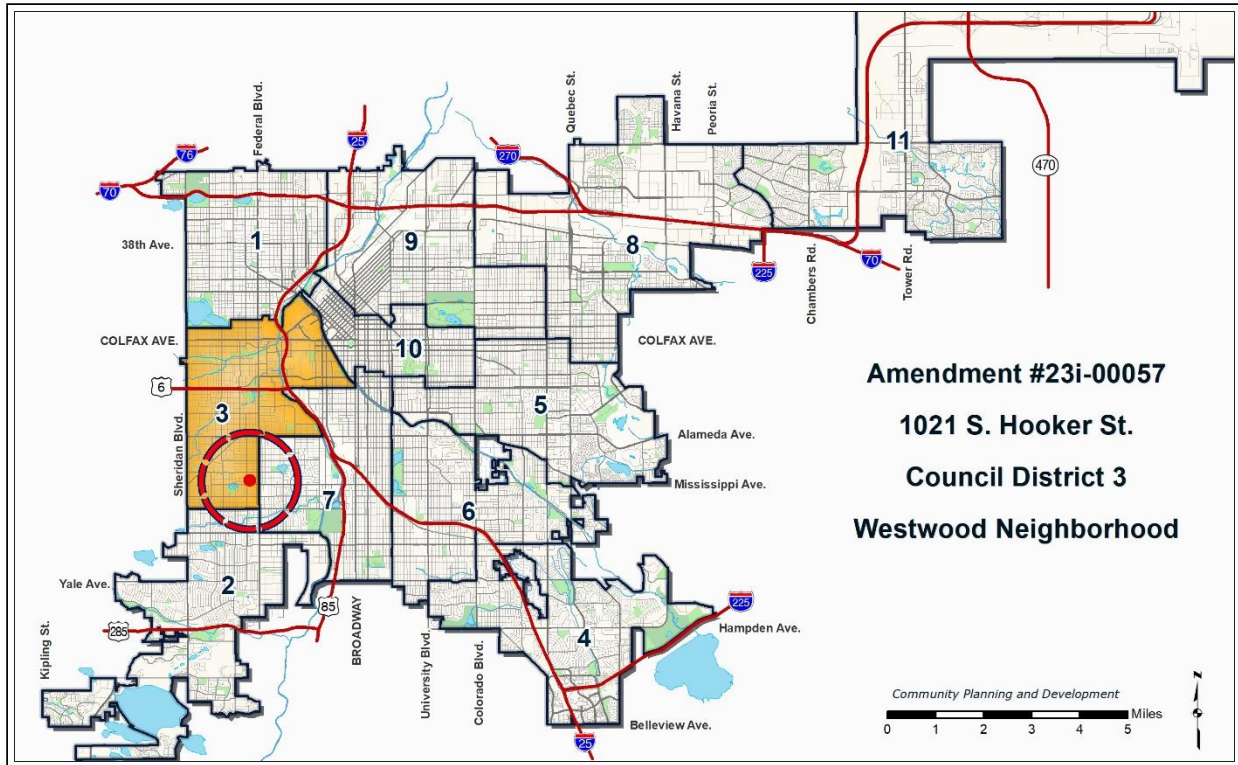 Federal Blvd.
Quebec St.
Havana St.
Peoria St.
25
76
270
11
70
470
1
9
38th Ave.
8
225
70
Chambers Rd.
Tower Rd.
COLFAX AVE.
10
COLFAX AVE.
6
3
5
Sheridan Blvd.
Alameda Ave.
Mississippi Ave.
7
6
Amendment #23i-00057
1021 S. Hooker St.
Council District 3
Westwood Neighborhood
Yale Ave.
2
85
BROADWAY
225
285
Hampden Ave.
4
Kipling St.
University Blvd.
Colorado Blvd.
Belleview Ave.
25
Community Planning and Development
Miles
0 1 2 3 4 5
N